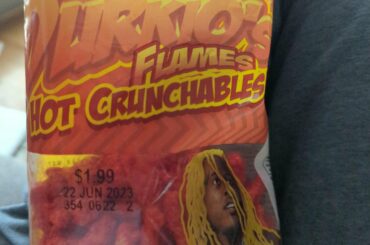 URKIO'S
FLAMES
HOT CRUNCHABLES
$1.99
22 JUN 2023
354 0622 2